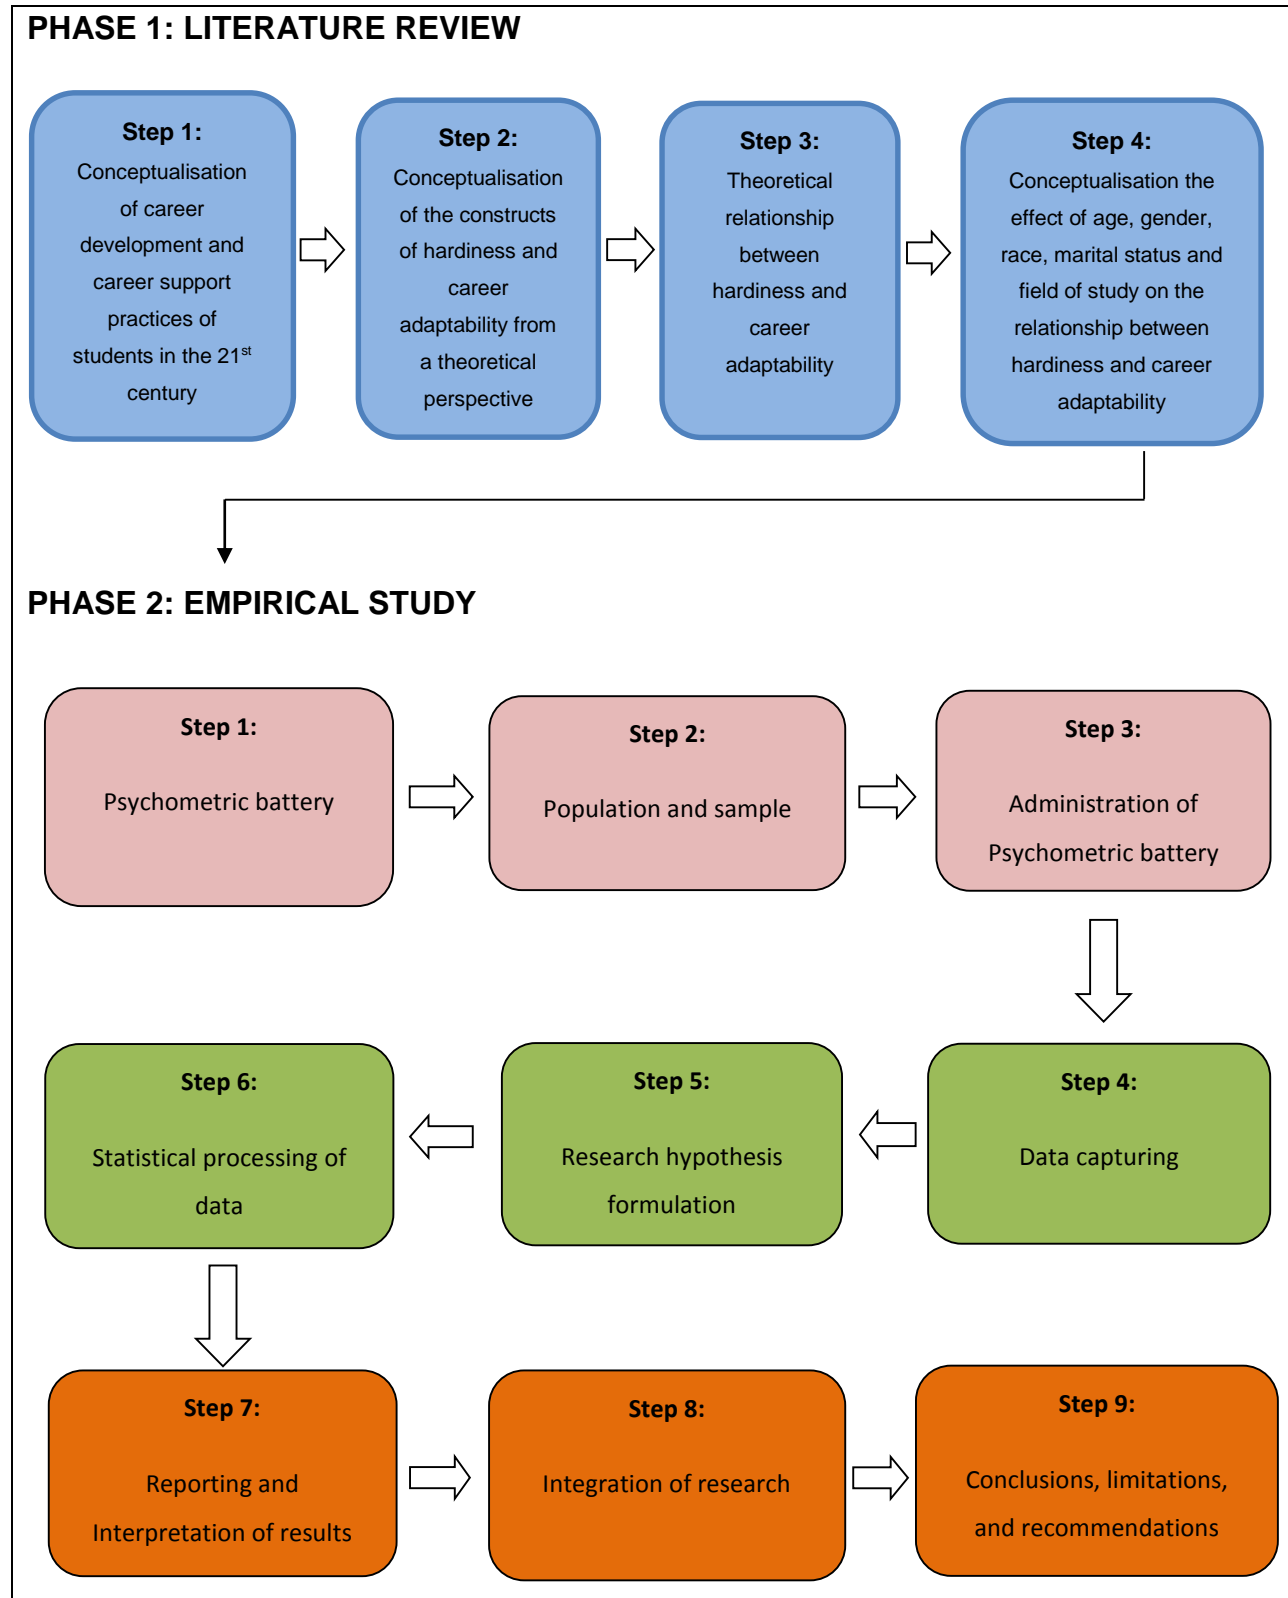 PHASE 1: LITERATURE REVIEW
Step 1:
Conceptualisation
of career
development and
career support
practices of
students in the 21st
century
Step 2:
Conceptualisation
of the constructs
of hardiness and
career
adaptability from
a theoretical
perspective
Step 3:
Theoretical
relationship
between
hardiness and
career
adaptability
Step 4:
Conceptualisation the
effect of age, gender,
race, marital status and
field of study on the
relationship between
hardiness and career
adaptability
PHASE 2: EMPIRICAL STUDY
Step 1:
Psychometric battery
Step 2:
Population and sample
Step 3:
Administration of
Psychometric battery
Step 4:
Data capturing
Step 5:
Research hypothesis
formulation
Step 6:
Statistical processing of
data
Step 7:
Reporting and
Interpretation of results
Step 8:
Integration of research
Step 9:
Conclusions, limitations,
and recommendations